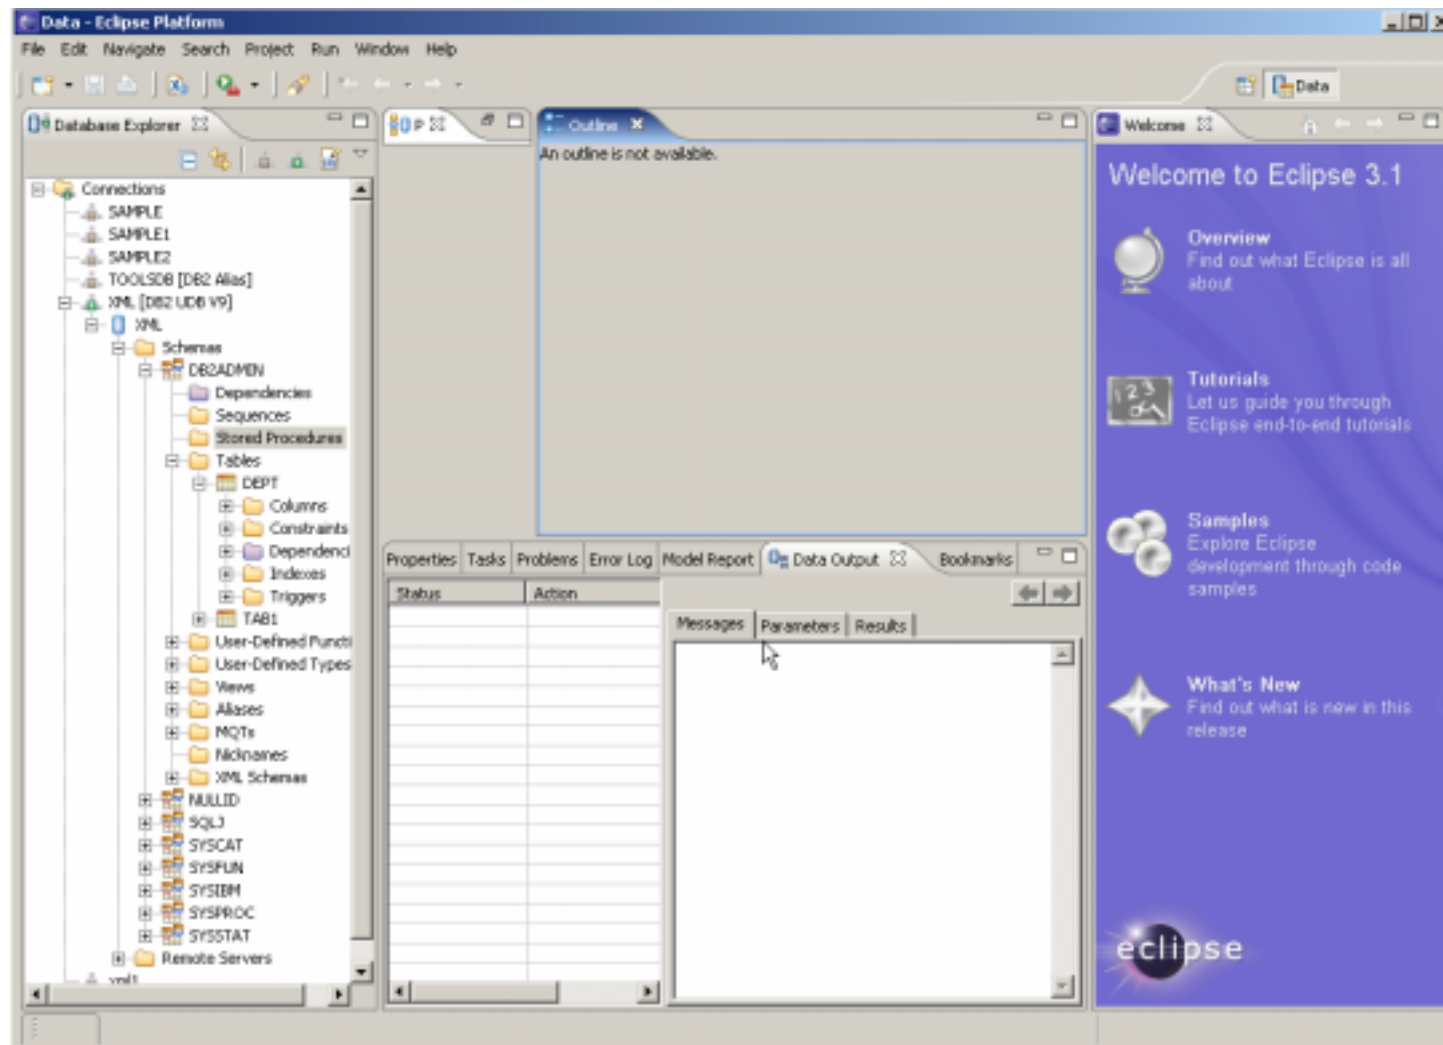 Data - Eclipse Platform
File Edit Navigate Search Project Run Window Help
Data
Database Explorer
Connections
SAMPLE
SAMPLE1
SAMPLE2
TOOLSDB [DB2 Alias]
XML [DB2 UDB V9]
XML
Schemas
DB2ADMIN
Dependencies
Sequences
Stored Procedures
Tables
DEPT
Columns
Constraints
Dependenci
Indexes
Triggers
TAB1
User-Defined Functi
User-Defined Types
Views
Aliases
MQTs
Nicknames
XML Schemas
NULLID
SQLJ
SYSCAT
SYSFUN
SYSIBM
SYSPROC
SYSSTAT
Remote Servers
xml1
P
Outline
An outline is not available.
Properties Tasks Problems Error Log Model Report Data Output Bookmarks
Status Action
Messages Parameters Results
Welcome
Welcome to Eclipse 3.1
Overview
Find out what Eclipse is all
about
Tutorials
Let us guide you through
Eclipse end-to-end tutorials
Samples
Explore Eclipse
development through code
samples
What's New
Find out what is new in this
release
eclipse